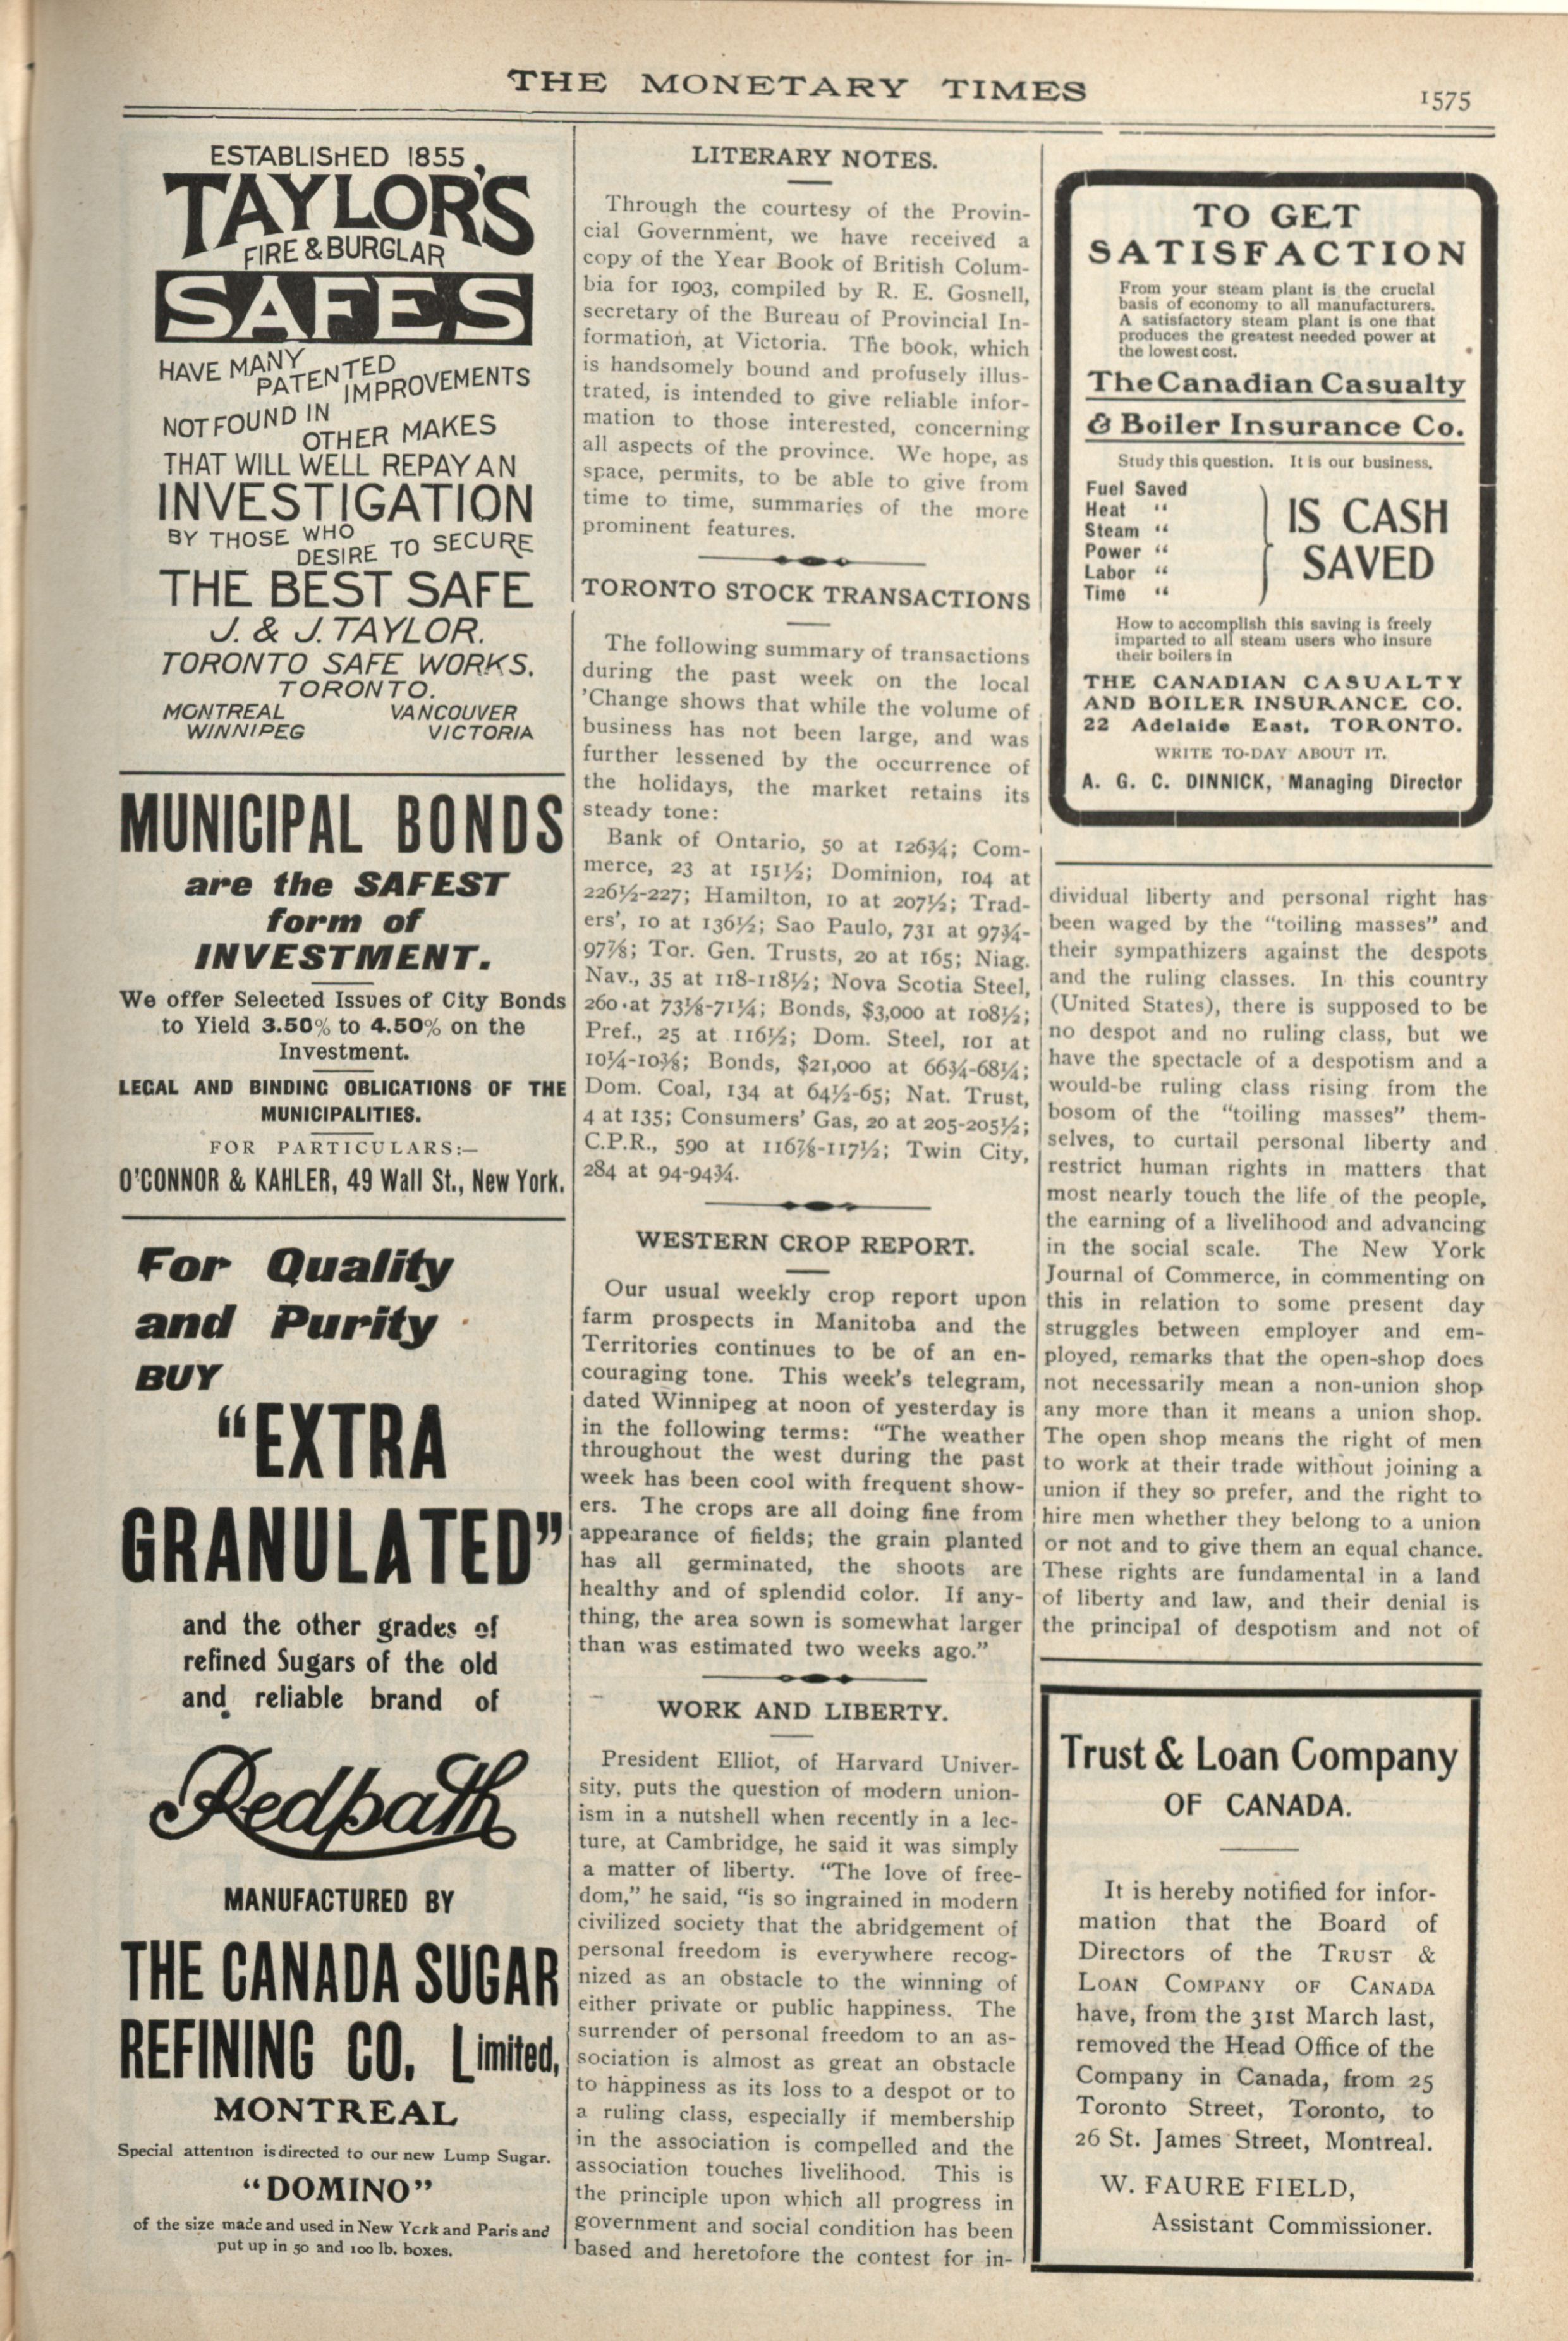 THE MONETARY TIMES
1575
ESTABLISHED 1855
TAYLOR'S
FIRE & BURGLAR
SAFES
HAVE MANY
PATENTED
IMPROVEMENTS
NOT FOUND IN
OTHER MAKES
THAT WILL WELL REPAY AN
INVESTIGATION
BY THOSE WHO
DESIRE TO SECURE
THE BEST SAFE
J. & J. TAYLOR.
TORONTO SAFE WORKS.
TORONTO.
MONTREAL VANCOUVER
WINNIPEG VICTORIA
MUNICIPAL BONDS
are the SAFEST
form of
INVESTMENT.
We offer Selected Issues of City Bonds
to Yield 3.50% to 4.50% on the
Investment.
LEGAL AND BINDING OBLIGATIONS OF THE
MUNICIPALITIES.
FOR PARTICULARS:—
O'CONNOR & KAHLER, 49 Wall St., New York.
For Quality
and Purity
BUY
"EXTRA
GRANULATED"
and the other grades of
refined Sugars of the old
and reliable brand of
Redpath
MANUFACTURED BY
THE CANADA SUGAR
REFINING CO. Limited,
MONTREAL
Special attention is directed to our new Lump Sugar.
"DOMINO"
of the size made and used in New York and Paris and
put up in 50 and 100 lb. boxes.
LITERARY NOTES.
Through the courtesy of the Provin-
cial Government, we have received a
copy of the Year Book of British Colum-
bia for 1903, compiled by R. E. Gosnell,
secretary of the Bureau of Provincial In-
formation, at Victoria. The book, which
is handsomely bound and profusely illus-
trated, is intended to give reliable infor-
mation to those interested, concerning
all aspects of the province. We hope, as
space, permits, to be able to give from
time to time, summaries of the more
prominent features.
TORONTO STOCK TRANSACTIONS
The following summary of transactions
during the past week on the local
'Change shows that while the volume of
business has not been large, and was
further lessened by the occurrence of
the holidays, the market retains its
steady tone:
Bank of Ontario, 50 at 126¾; Com-
merce, 23 at 151½; Dominion, 104 at
226½-227; Hamilton, 10 at 207½; Trad-
ers', 10 at 136½; Sao Paulo, 731 at 97¾-
97⅞; Tor. Gen. Trusts, 20 at 165; Niag.
Nav., 35 at 118-118½; Nova Scotia Steel,
260 at 73⅛-71¼; Bonds, $3,000 at 108½;
Pref., 25 at 116½; Dom. Steel, 101 at
10¼-10⅜; Bonds, $21,000 at 66¾-68¼;
Dom. Coal, 134 at 64½-65; Nat. Trust,
4 at 135; Consumers' Gas, 20 at 205-205½;
C.P.R., 590 at 116⅞-117½; Twin City,
284 at 94-94¾.
WESTERN CROP REPORT.
Our usual weekly crop report upon
farm prospects in Manitoba and the
Territories continues to be of an en-
couraging tone. This week's telegram,
dated Winnipeg at noon of yesterday is
in the following terms: "The weather
throughout the west during the past
week has been cool with frequent show-
ers. The crops are all doing fine from
appearance of fields; the grain planted
has all germinated, the shoots are
healthy and of splendid color. If any-
thing, the area sown is somewhat larger
than was estimated two weeks ago."
WORK AND LIBERTY.
President Elliot, of Harvard Univer-
sity, puts the question of modern union-
ism in a nutshell when recently in a lec-
ture, at Cambridge, he said it was simply
a matter of liberty. "The love of free-
dom," he said, "is so ingrained in modern
civilized society that the abridgement of
personal freedom is everywhere recog-
nized as an obstacle to the winning of
either private or public happiness. The
surrender of personal freedom to an as-
sociation is almost as great an obstacle
to happiness as its loss to a despot or to
a ruling class, especially if membership
in the association is compelled and the
association touches livelihood. This is
the principle upon which all progress in
government and social condition has been
based and heretofore the contest for in-
TO GET
SATISFACTION
From your steam plant is the crucial
basis of economy to all manufacturers.
A satisfactory steam plant is one that
produces the greatest needed power at
the lowest cost.
The Canadian Casualty
& Boiler Insurance Co.
Study this question. It is our business.
Fuel Saved
Heat "
Steam "
Power "
Labor "
Time "
IS CASH
SAVED
How to accomplish this saving is freely
imparted to all steam users who insure
their boilers in
THE CANADIAN CASUALTY
AND BOILER INSURANCE CO.
22 Adelaide East, TORONTO.
WRITE TO-DAY ABOUT IT.
A. G. C. DINNICK, Managing Director
dividual liberty and personal right has
been waged by the "toiling masses" and
their sympathizers against the despots
and the ruling classes. In this country
(United States), there is supposed to be
no despot and no ruling class, but we
have the spectacle of a despotism and a
would-be ruling class rising from the
bosom of the "toiling masses" them-
selves, to curtail personal liberty and
restrict human rights in matters that
most nearly touch the life of the people,
the earning of a livelihood and advancing
in the social scale. The New York
Journal of Commerce, in commenting on
this in relation to some present day
struggles between employer and em-
ployed, remarks that the open-shop does
not necessarily mean a non-union shop
any more than it means a union shop.
The open shop means the right of men
to work at their trade without joining a
union if they so prefer, and the right to
hire men whether they belong to a union
or not and to give them an equal chance.
These rights are fundamental in a land
of liberty and law, and their denial is
the principal of despotism and not of
Trust & Loan Company
OF CANADA.
It is hereby notified for infor-
mation that the Board of
Directors of the TRUST &
LOAN COMPANY OF CANADA
have, from the 31st March last,
removed the Head Office of the
Company in Canada, from 25
Toronto Street, Toronto, to
26 St. James Street, Montreal.
W. FAURE FIELD,
Assistant Commissioner.